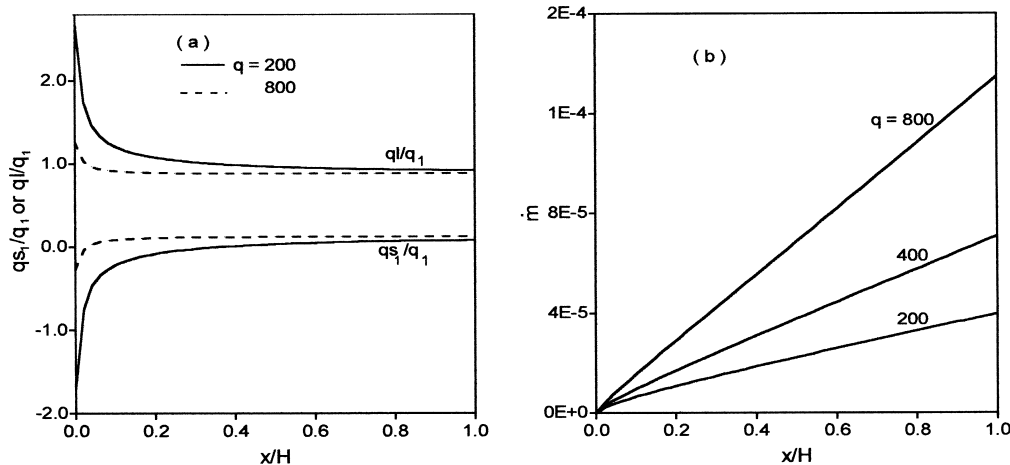 ( a )
q = 200
800
2.0
1.0
0.0
-1.0
-2.0
qs₁/q₁ or ql/q₁
ql/q₁
qs₁/q₁
0.0 0.2 0.4 0.6 0.8 1.0
x/H
( b )
2E-4
1E-4
8E-5
4E-5
0E+0
ṁ
q = 800
400
200
0.0 0.2 0.4 0.6 0.8 1.0
x/H